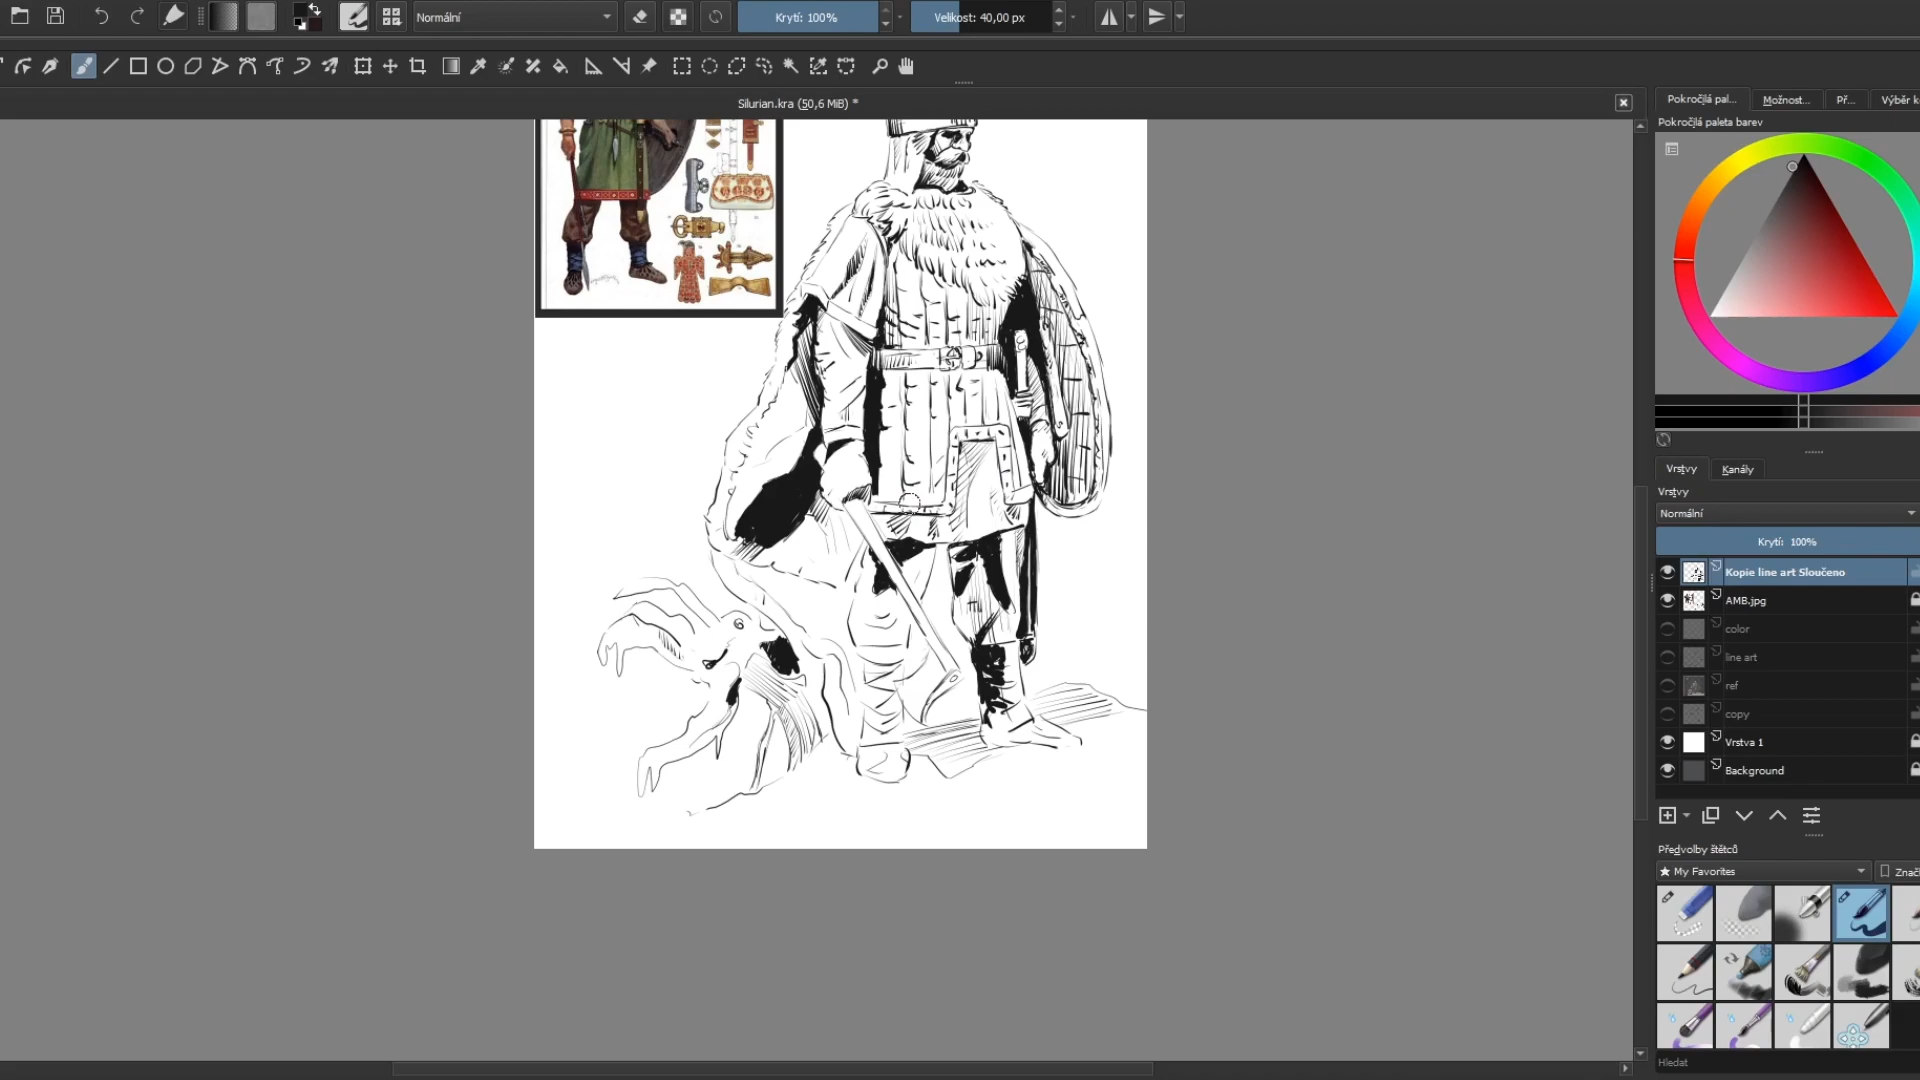 Normální
Krytí: 100%
Velikost: 40,00 px
Silurian.kra (50,6 MiB) *
Pokročilá pal...
Možnost...
Př...
Výběr k
Pokročilá paleta barev
Vrstvy
Kanály
Vrstvy
Normální
Krytí: 100%
Kopie line art Sloučeno
AMB.jpg
color
line art
ref
copy
Vrstva 1
Background
Předvolby štětců
My Favorites
Znač
Hledat